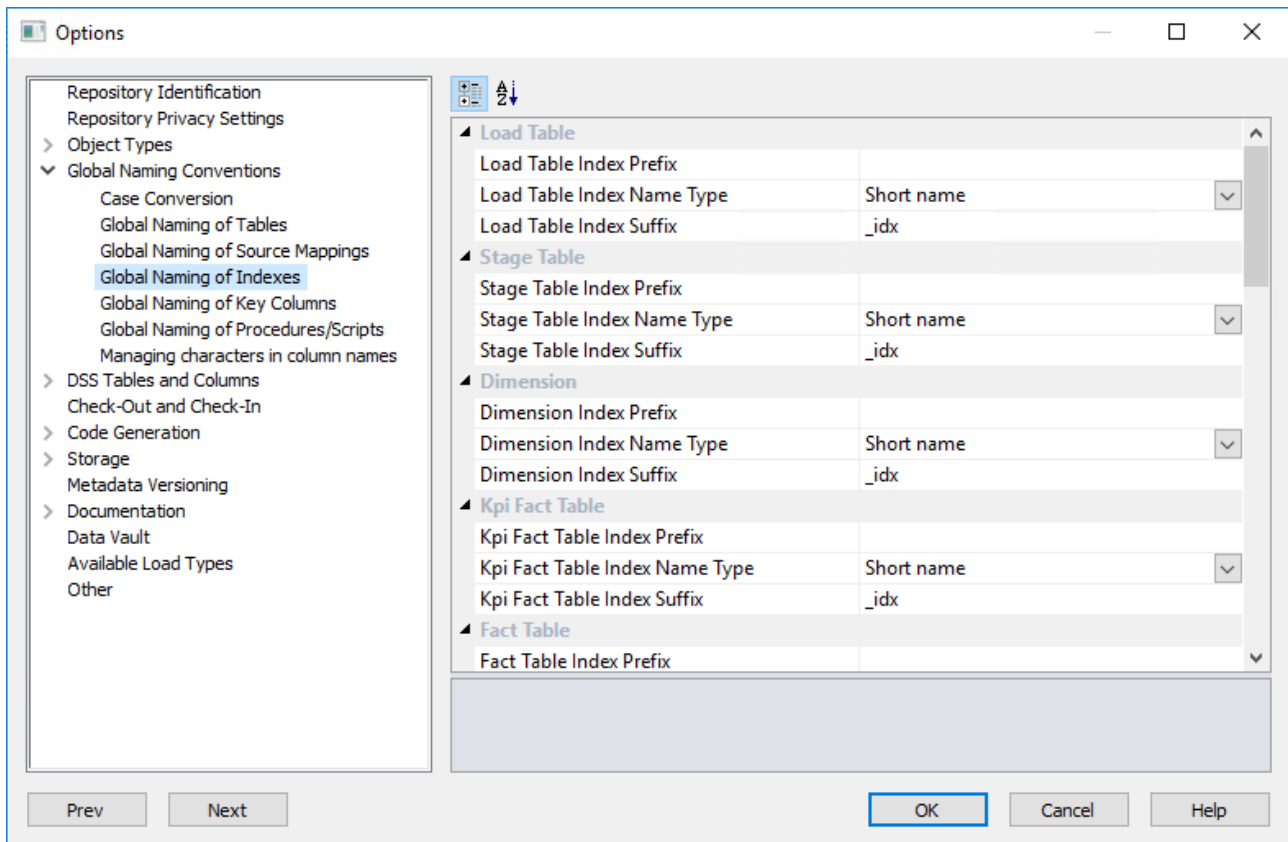 Options
Repository Identification
Repository Privacy Settings
Object Types
Global Naming Conventions
Case Conversion
Global Naming of Tables
Global Naming of Source Mappings
Global Naming of Indexes
Global Naming of Key Columns
Global Naming of Procedures/Scripts
Managing characters in column names
DSS Tables and Columns
Check-Out and Check-In
Code Generation
Storage
Metadata Versioning
Documentation
Data Vault
Available Load Types
Other
AZ
Load Table
Load Table Index Prefix
Load Table Index Name Type Short name
Load Table Index Suffix _idx
Stage Table
Stage Table Index Prefix
Stage Table Index Name Type Short name
Stage Table Index Suffix _idx
Dimension
Dimension Index Prefix
Dimension Index Name Type Short name
Dimension Index Suffix _idx
Kpi Fact Table
Kpi Fact Table Index Prefix
Kpi Fact Table Index Name Type Short name
Kpi Fact Table Index Suffix _idx
Fact Table
Fact Table Index Prefix
Prev Next OK Cancel Help